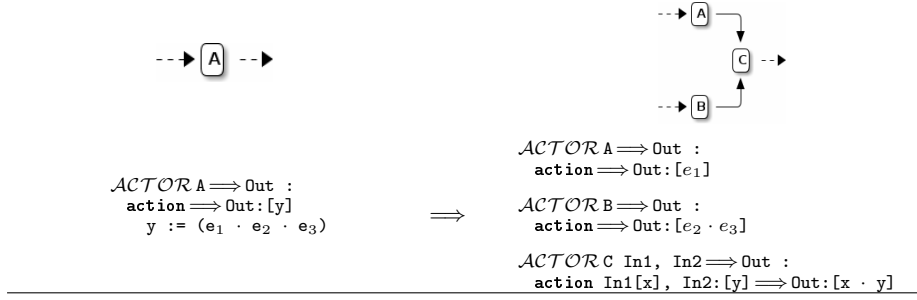 A
A
C
B
ACTOR A⟹Out :
action⟹Out:[y]
y := (e₁ · e₂ · e₃)
⟹
ACTOR A⟹Out :
action⟹Out:[e₁]
ACTOR B⟹Out :
action⟹Out:[e₂ · e₃]
ACTOR C In1, In2⟹Out :
action In1[x], In2:[y]⟹Out:[x · y]